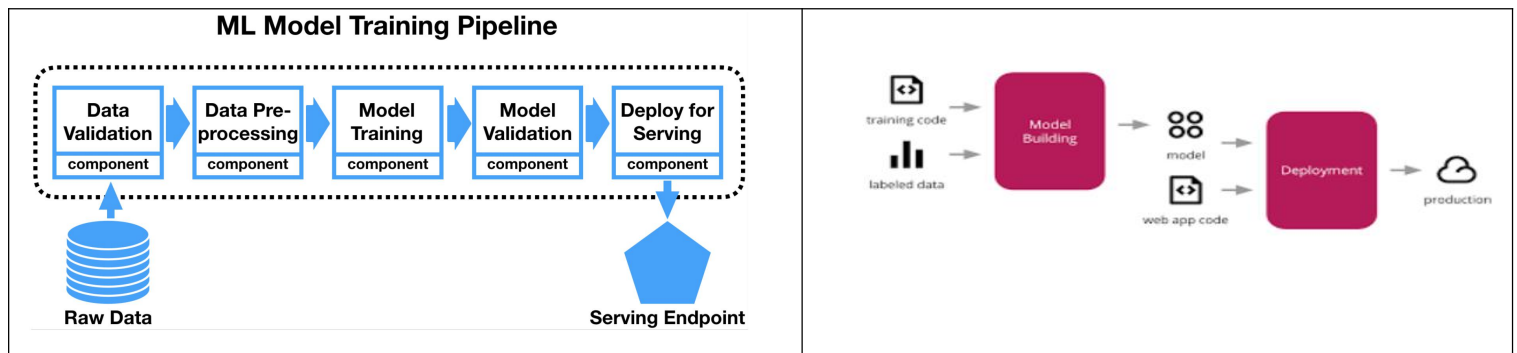 ML Model Training Pipeline
Data
Validation
component
Data Pre-
processing
component
Model
Training
component
Model
Validation
component
Deploy for
Serving
component
Raw Data
Serving Endpoint
training code
labeled data
Model
Building
model
web app code
Deployment
production